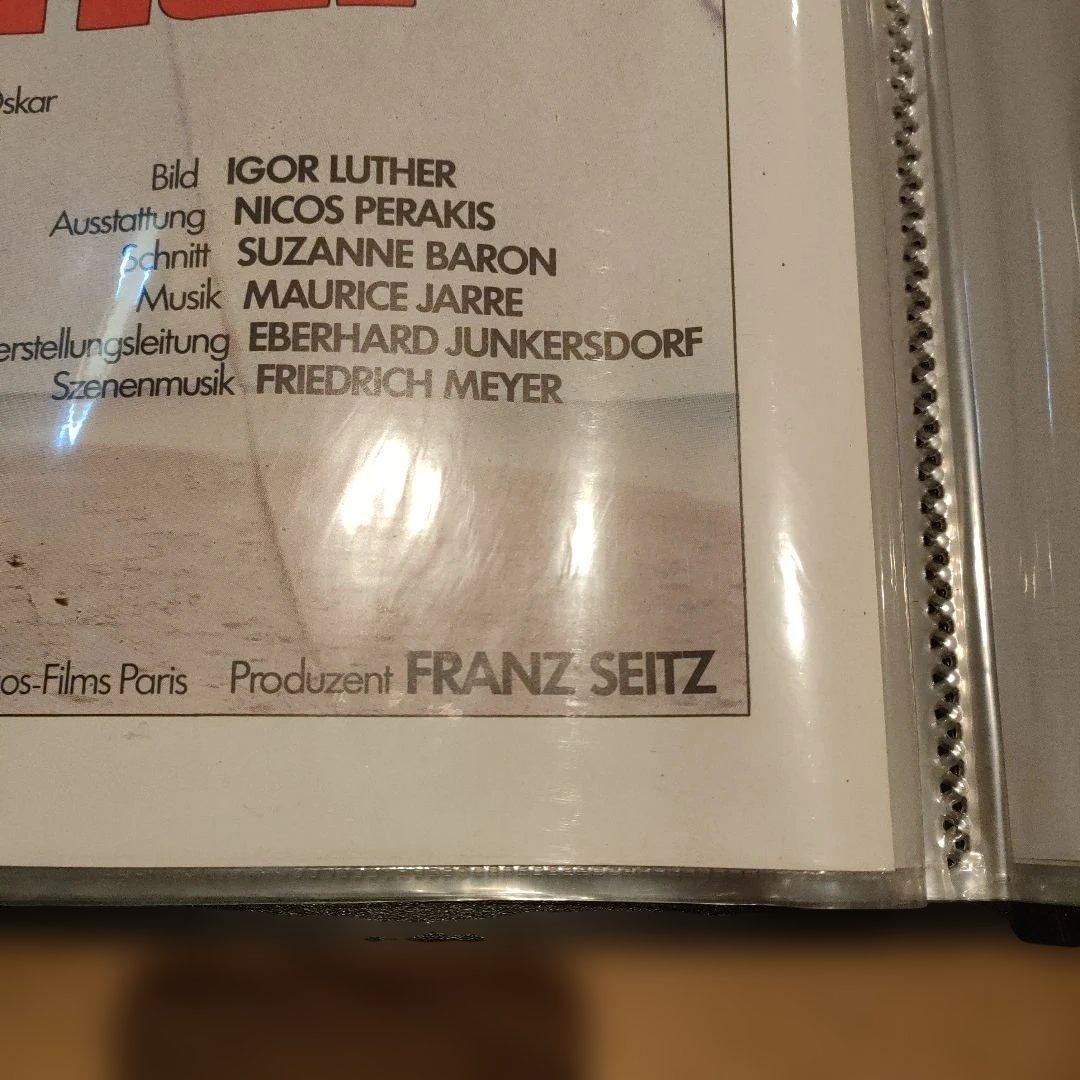 Oskar
Bild IGOR LUTHER
Ausstattung NICOS PERAKIS
Schnitt SUZANNE BARON
Musik MAURICE JARRE
erstellungsleitung EBERHARD JUNKERSDORF
Szenenmusik FRIEDRICH MEYER
os-Films Paris Produzent FRANZ SEITZ